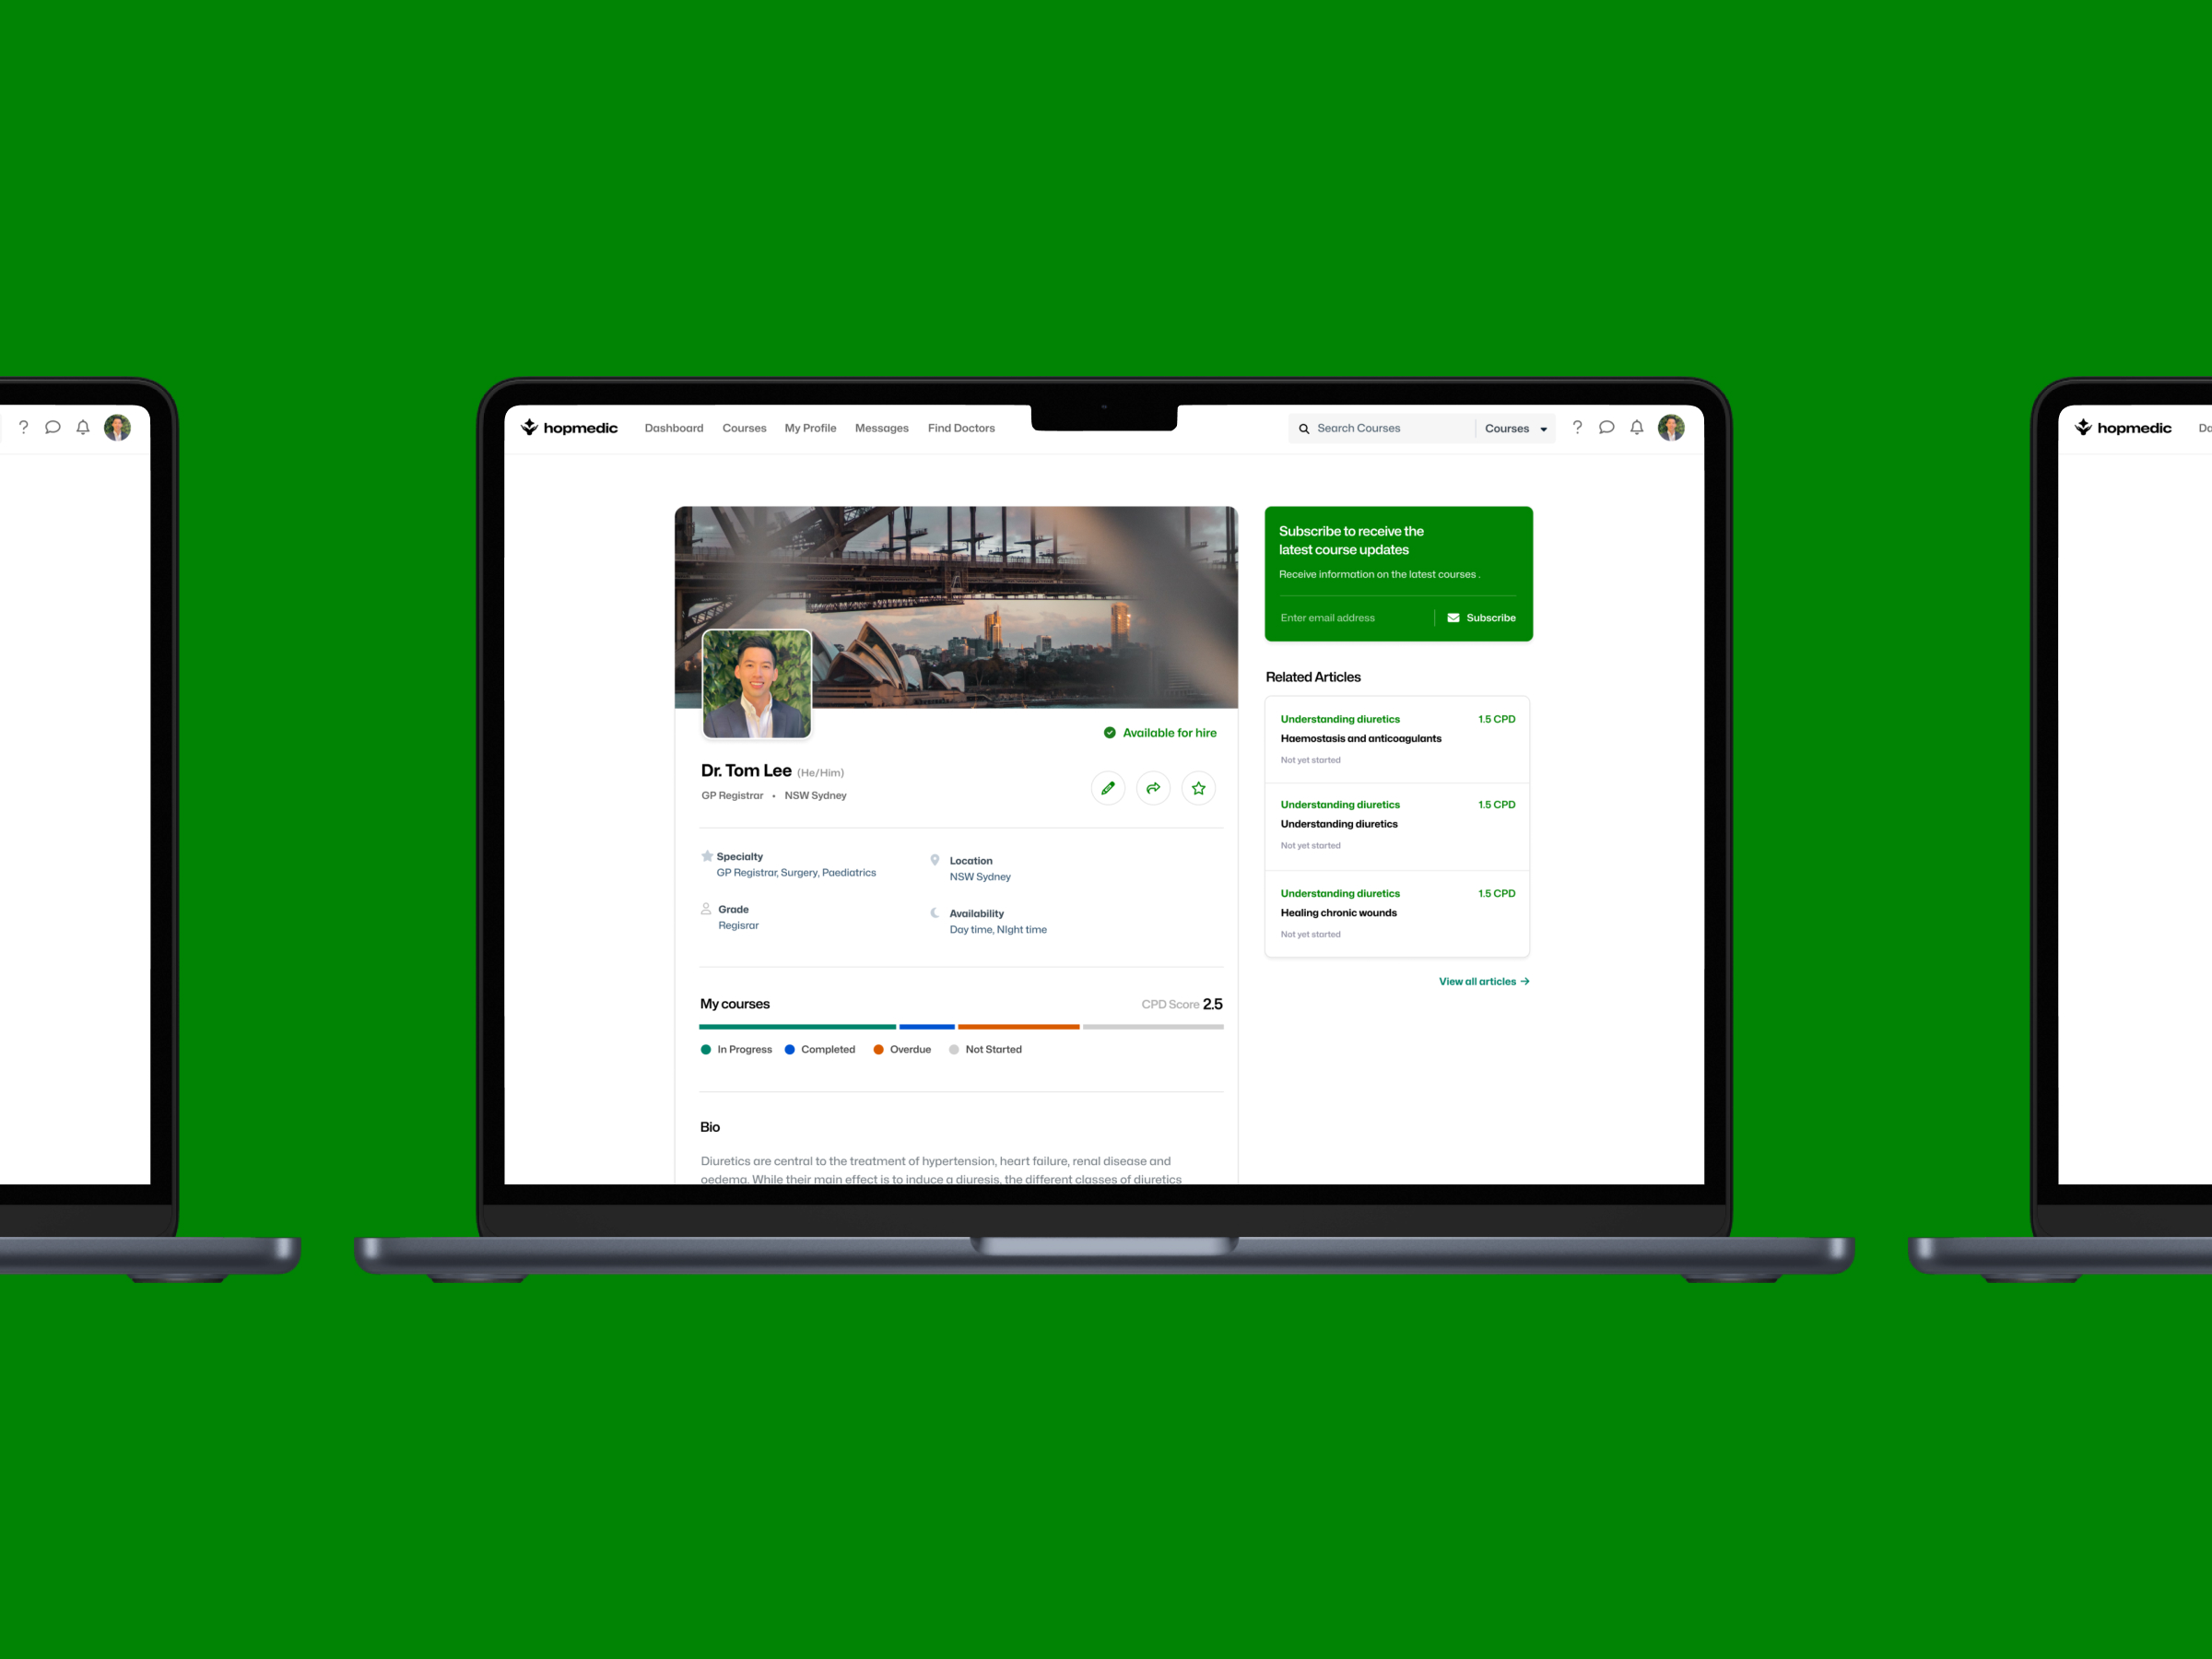 hopmedic
Dashboard Courses My Profile Messages Find Doctors
Search Courses Courses
Subscribe to receive the
latest course updates
Receive information on the latest courses .
Enter email address Subscribe
Available for hire
Dr. Tom Lee (He/Him)
GP Registrar • NSW Sydney
Specialty
GP Registrar, Surgery, Paediatrics
Location
NSW Sydney
Grade
Regisrar
Availability
Day time, NIght time
My courses CPD Score 2.5
In Progress Completed Overdue Not Started
Bio
Diuretics are central to the treatment of hypertension, heart failure, renal disease and
oedema. While their main effect is to induce a diuresis, the different classes of diuretics
Related Articles
Understanding diuretics 1.5 CPD
Haemostasis and anticoagulants
Not yet started
Understanding diuretics 1.5 CPD
Understanding diuretics
Not yet started
Understanding diuretics 1.5 CPD
Healing chronic wounds
Not yet started
View all articles →
hopmedic